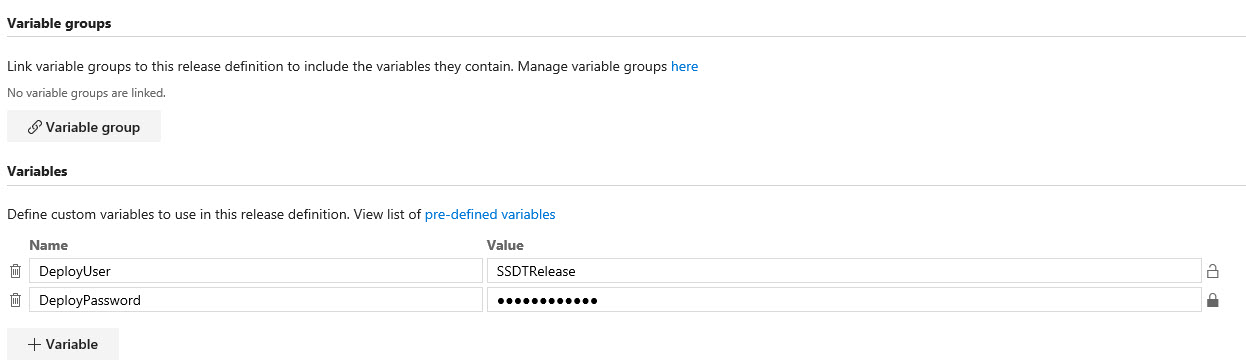 Variable groups
Link variable groups to this release definition to include the variables they contain. Manage variable groups here
No variable groups are linked.
Variable group
Variables
Define custom variables to use in this release definition. View list of pre-defined variables
Name Value
DeployUser SSDTRelease
DeployPassword ●●●●●●●●●●●●
+ Variable